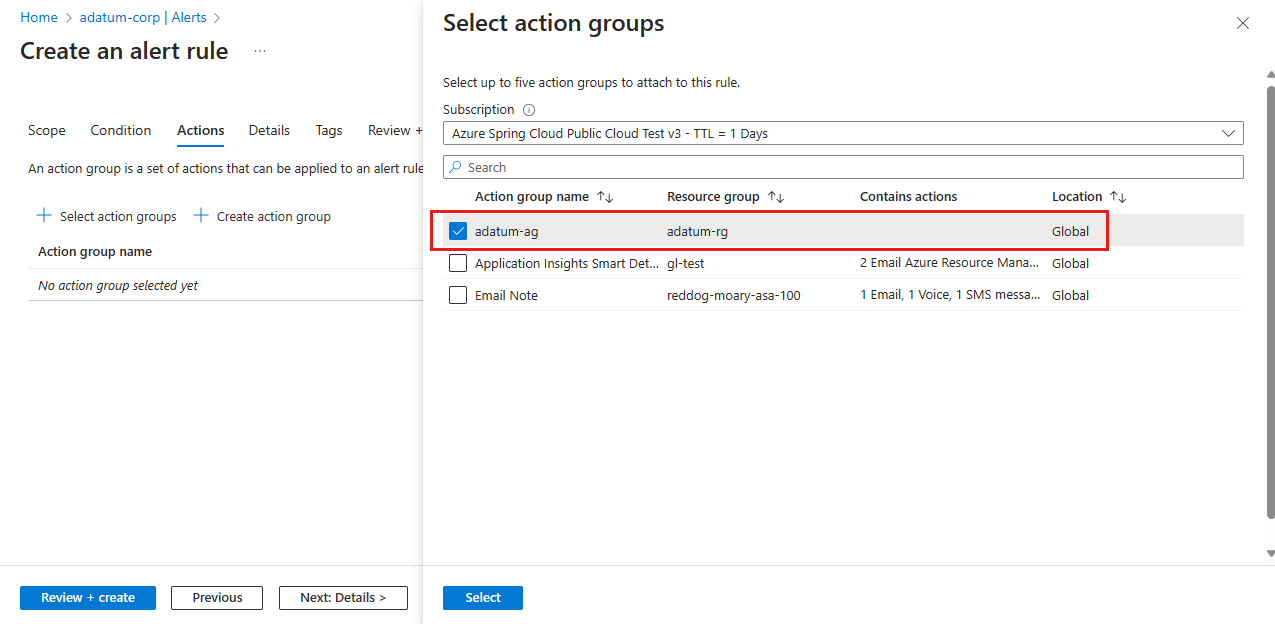 Home > adatum-corp | Alerts >
Create an alert rule ...
Scope Condition Actions Details Tags Review +
An action group is a set of actions that can be applied to an alert rule
+ Select action groups + Create action group
Action group name
No action group selected yet
Review + create Previous Next: Details >
Select action groups
Select up to five action groups to attach to this rule.
Subscription
Azure Spring Cloud Public Cloud Test v3 - TTL = 1 Days
Search
Action group name ↑↓ Resource group ↑↓ Contains actions Location ↑↓
adatum-ag adatum-rg Global
Application Insights Smart Det... gl-test 2 Email Azure Resource Mana... Global
Email Note reddog-moary-asa-100 1 Email, 1 Voice, 1 SMS messa... Global
Select